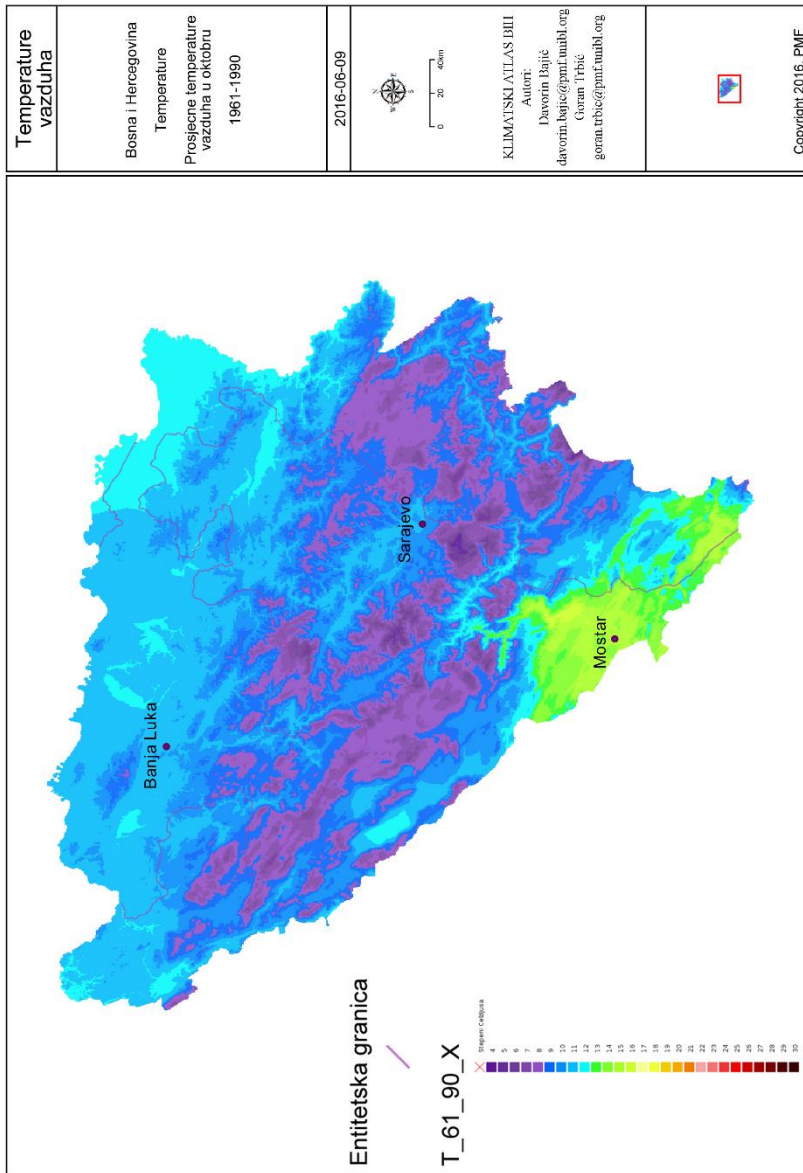 Temperature
vazduha
Bosna i Hercegovina
Temperature
Prosjecne temperature
vazduha u oktobru
1961-1990
2016-06-09
N
E
S
W
0 20 40km
KLIMATSKI ATLAS BIH
Autori:
Davorin Bajić
davorin.bajic@pmf.unibl.org
Goran Trbić
goran.trbic@pmf.unibl.org
Copyright 2016. PMF
Banja Luka
Sarajevo
Mostar
Entitetska granica
T_61_90_X
Stepeni Celzijusa
4
5
6
7
8
9
10
11
12
13
14
15
16
17
18
19
20
21
22
23
24
25
26
27
28
29
30